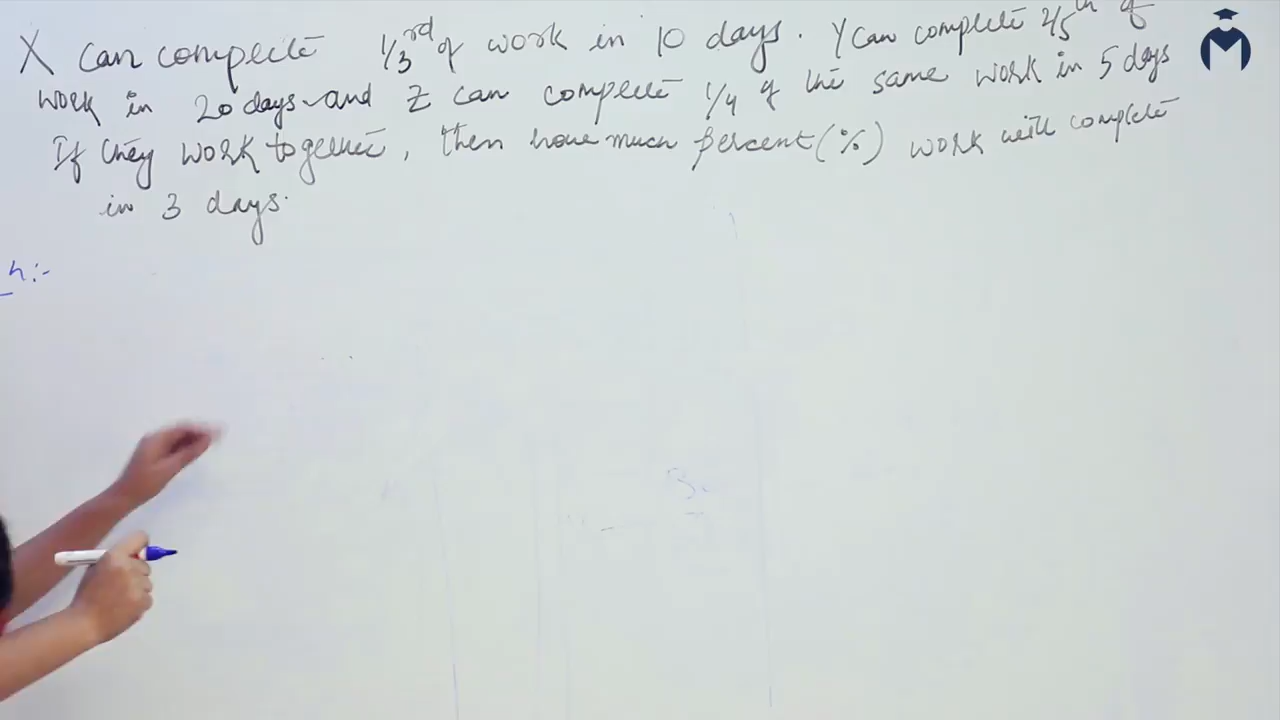 X can complete 1/3rd of work in 10 days. Y can complete 2/5th of
work in 20 days and Z can complete 1/4 of the same work in 5 days
If they work together, then how much percent (%) work will complete
in 3 days.
n:-